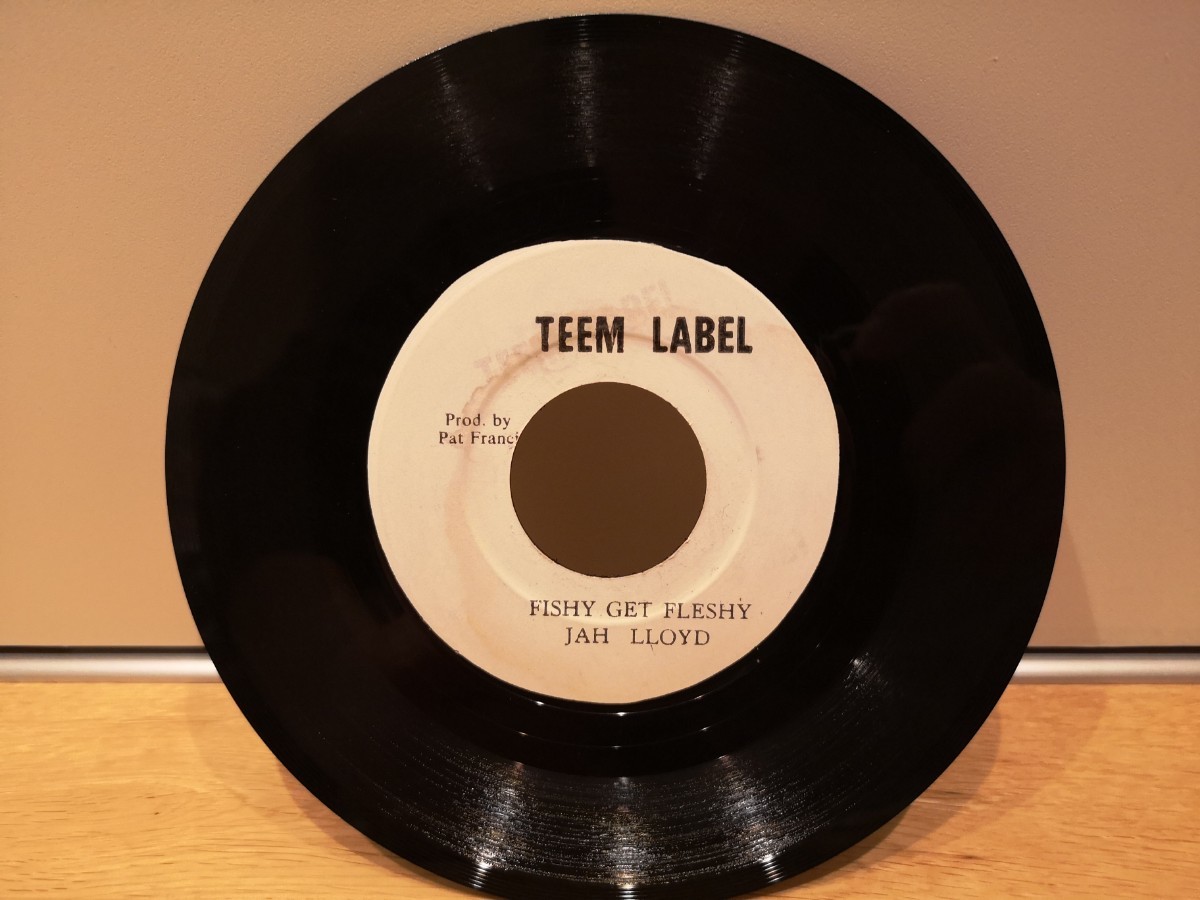 TEEM LABEL
Prod. by
Pat Franci
FISHY GET FLESHY
JAH LLOYD